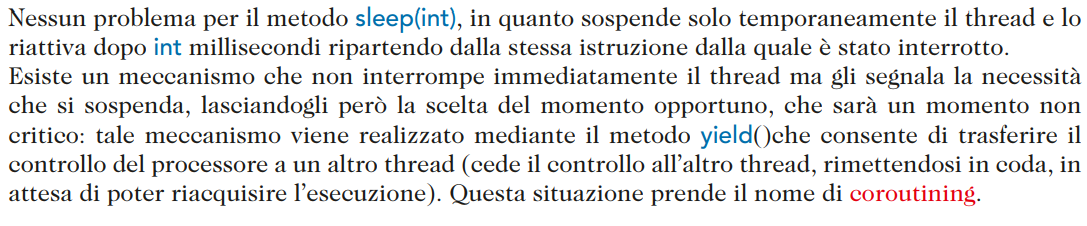 Nessun problema per il metodo sleep(int), in quanto sospende solo temporaneamente il thread e lo
riattiva dopo int millisecondi ripartendo dalla stessa istruzione dalla quale è stato interrotto.
Esiste un meccanismo che non interrompe immediatamente il thread ma gli segnala la necessità
che si sospenda, lasciandogli però la scelta del momento opportuno, che sarà un momento non
critico: tale meccanismo viene realizzato mediante il metodo yield()che consente di trasferire il
controllo del processore a un altro thread (cede il controllo all'altro thread, rimettendosi in coda, in
attesa di poter riacquisire l'esecuzione). Questa situazione prende il nome di coroutining.